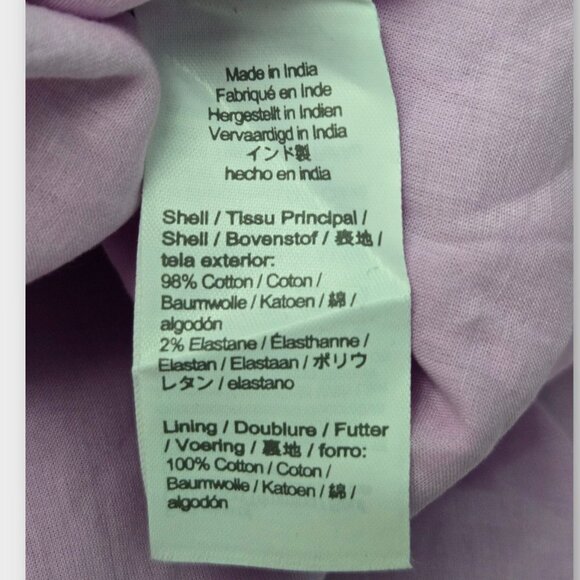 Made in India
Fabriqué en Inde
Hergestellt in Indien
Vervaardigd in India
インド製
hecho en india
Shell / Tissu Principal /
Shell / Bovenstof / 表地 /
tela exterior:
98% Cotton / Coton /
Baumwolle / Katoen / 綿 /
algodón
2% Elastane / Élasthanne /
Elastan / Elastaan / ポリウ
レタン / elastano
Lining / Doublure / Futter
/ Voering / 裏地 / forro:
100% Cotton / Coton /
Baumwolle / Katoen / 綿 /
algodón